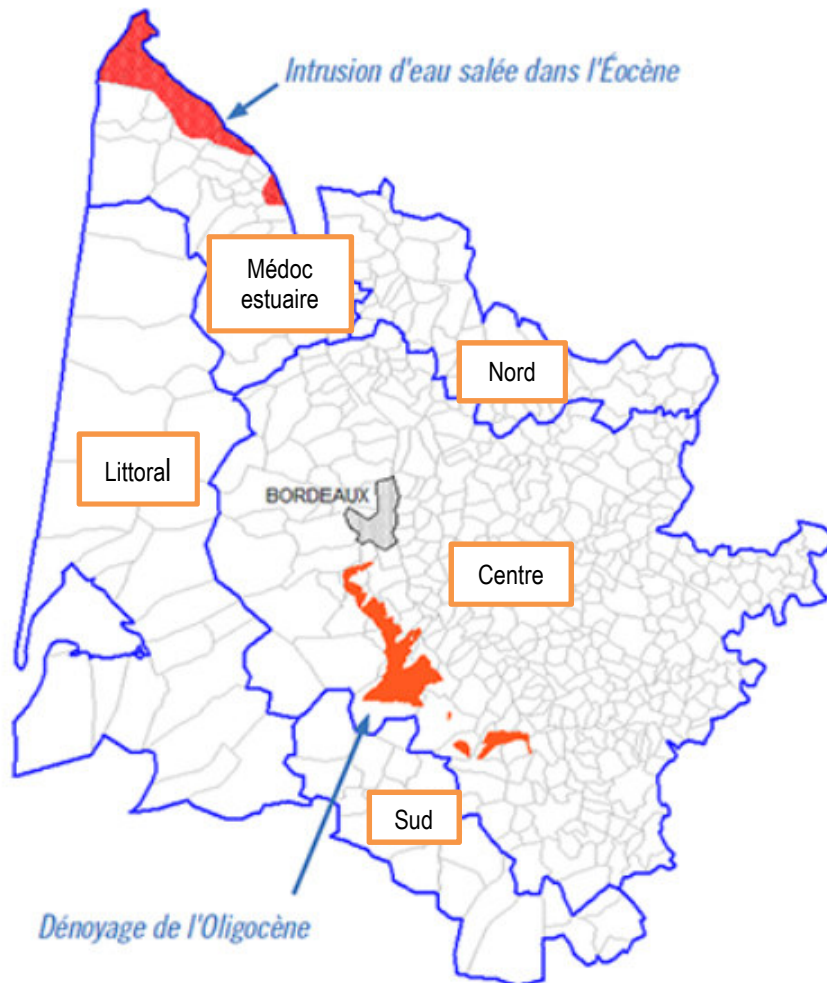 Intrusion d'eau salée dans l'Éocène
Médoc
estuaire
Nord
Littoral
BORDEAUX
Centre
Sud
Dénoyage de l'Oligocène